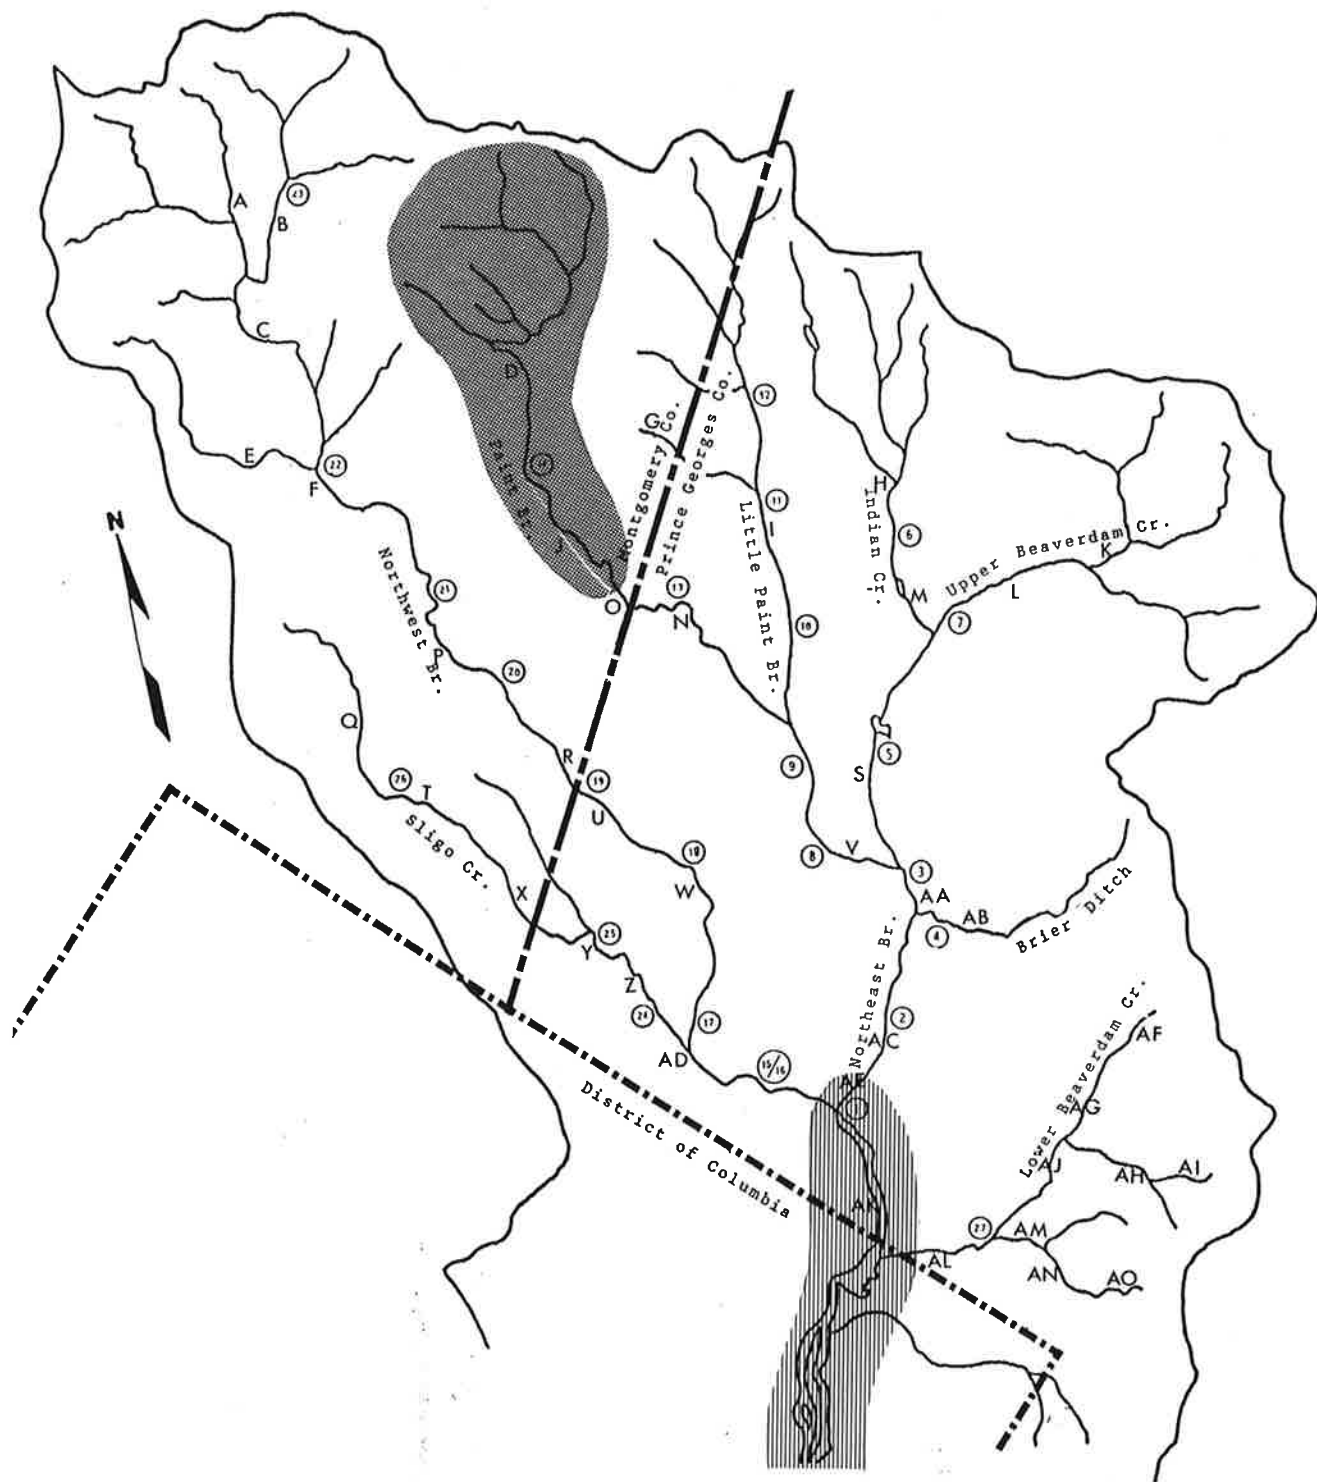 A
B
23
C
D
E
22
F
Paint Br.
J
O
G
Montgomery Co.
Prince Georges Co.
12
11
I
Little Paint Br.
10
H
Indian Cr.
6
M
Upper Beaverdam Cr.
K
L
7
13
N
N
Northwest Br.
21
P
20
Q
26
T
Sligo Cr.
R
19
U
18
W
X
25
Y
Z
24
17
AD
9
5
S
8
V
3
AA
AB
4
Brier Ditch
Northeast Br.
2
AC
AE
1
15/16
District of Columbia
Lower Beaverdam Cr.
AF
AG
AJ
AH
AI
AK
27
AM
AL
AN
AO